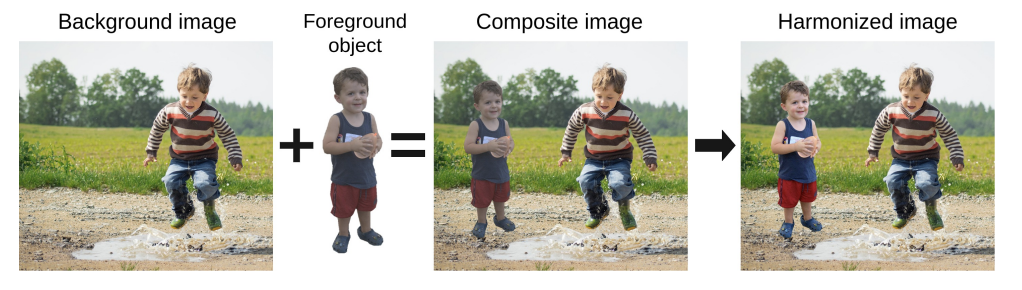 Background image
Foreground
object
Composite image
Harmonized image